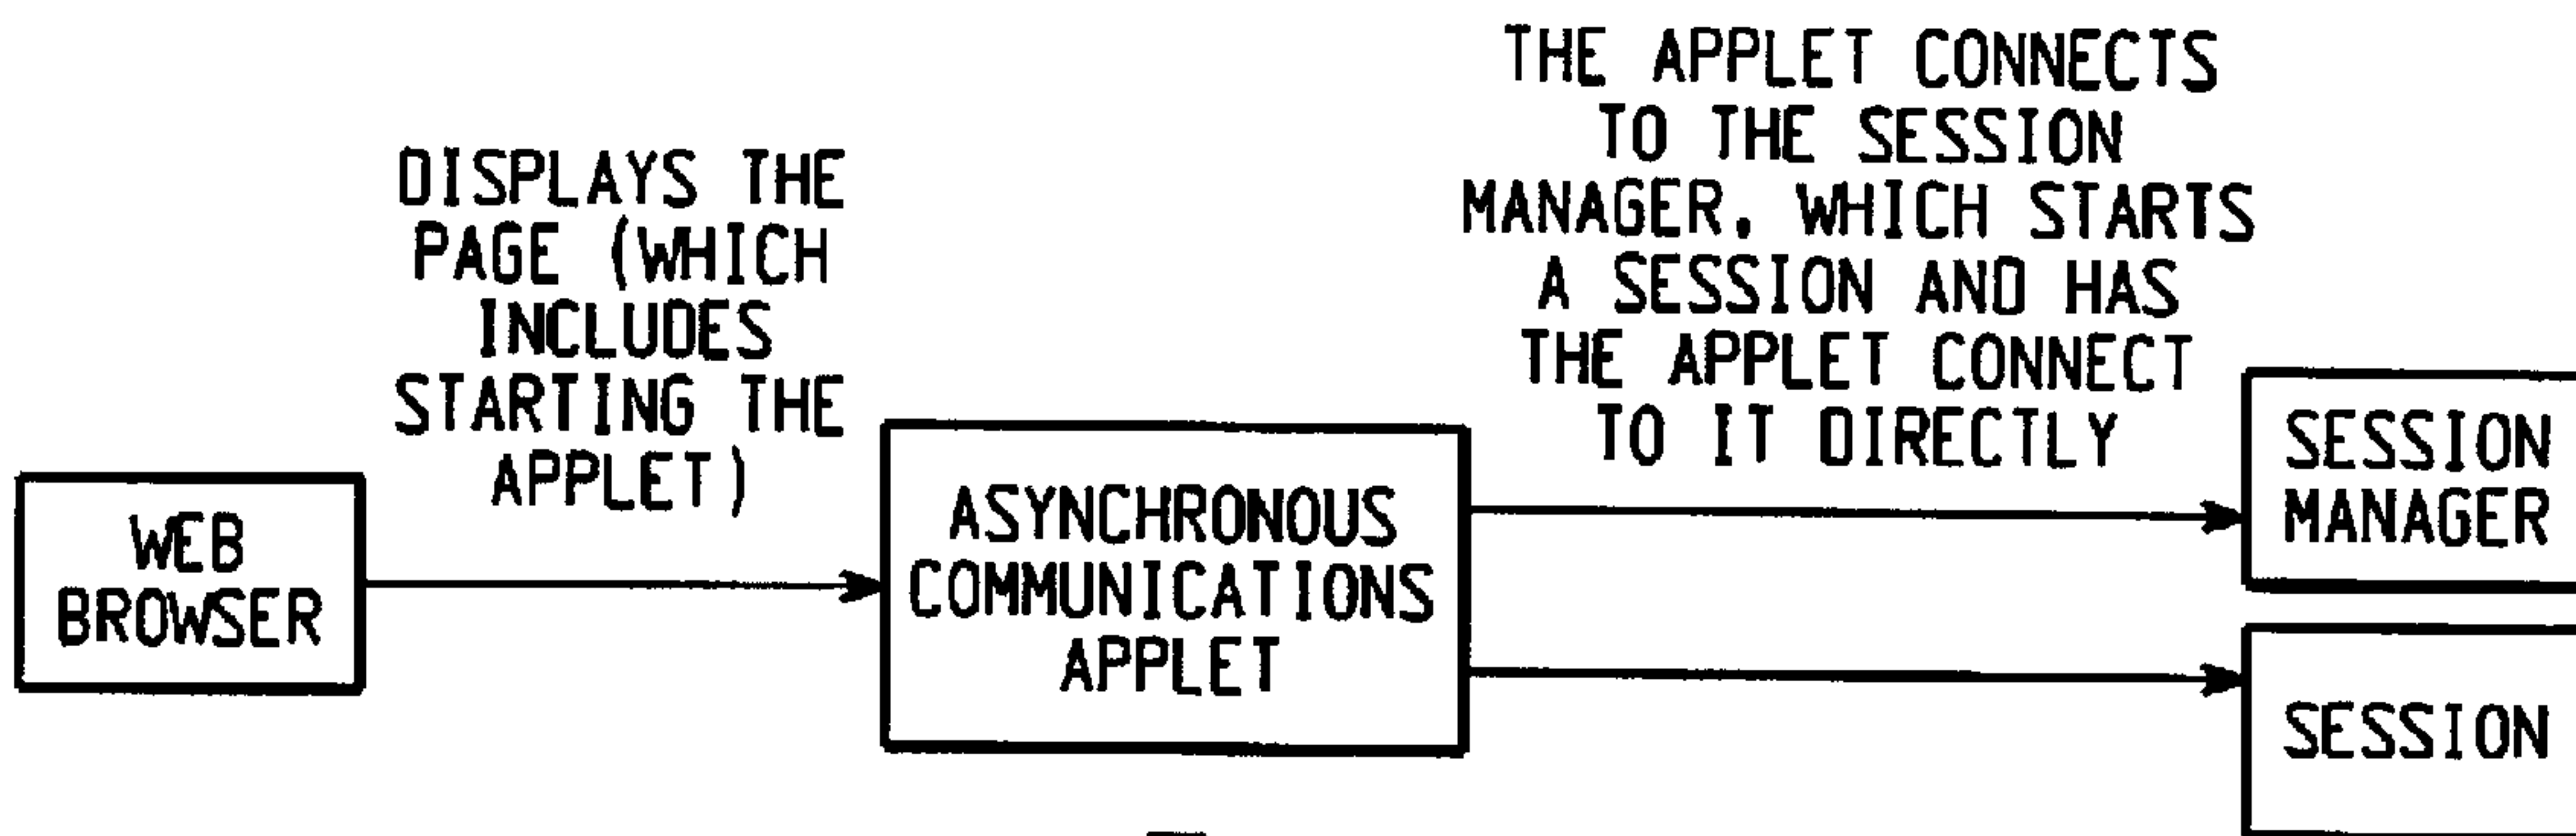 THE APPLET CONNECTS
TO THE SESSION
MANAGER, WHICH STARTS
A SESSION AND HAS
THE APPLET CONNECT
TO IT DIRECTLY
DISPLAYS THE
PAGE (WHICH
INCLUDES
STARTING THE
APPLET)
WEB
BROWSER
ASYNCHRONOUS
COMMUNICATIONS
APPLET
SESSION
MANAGER
SESSION